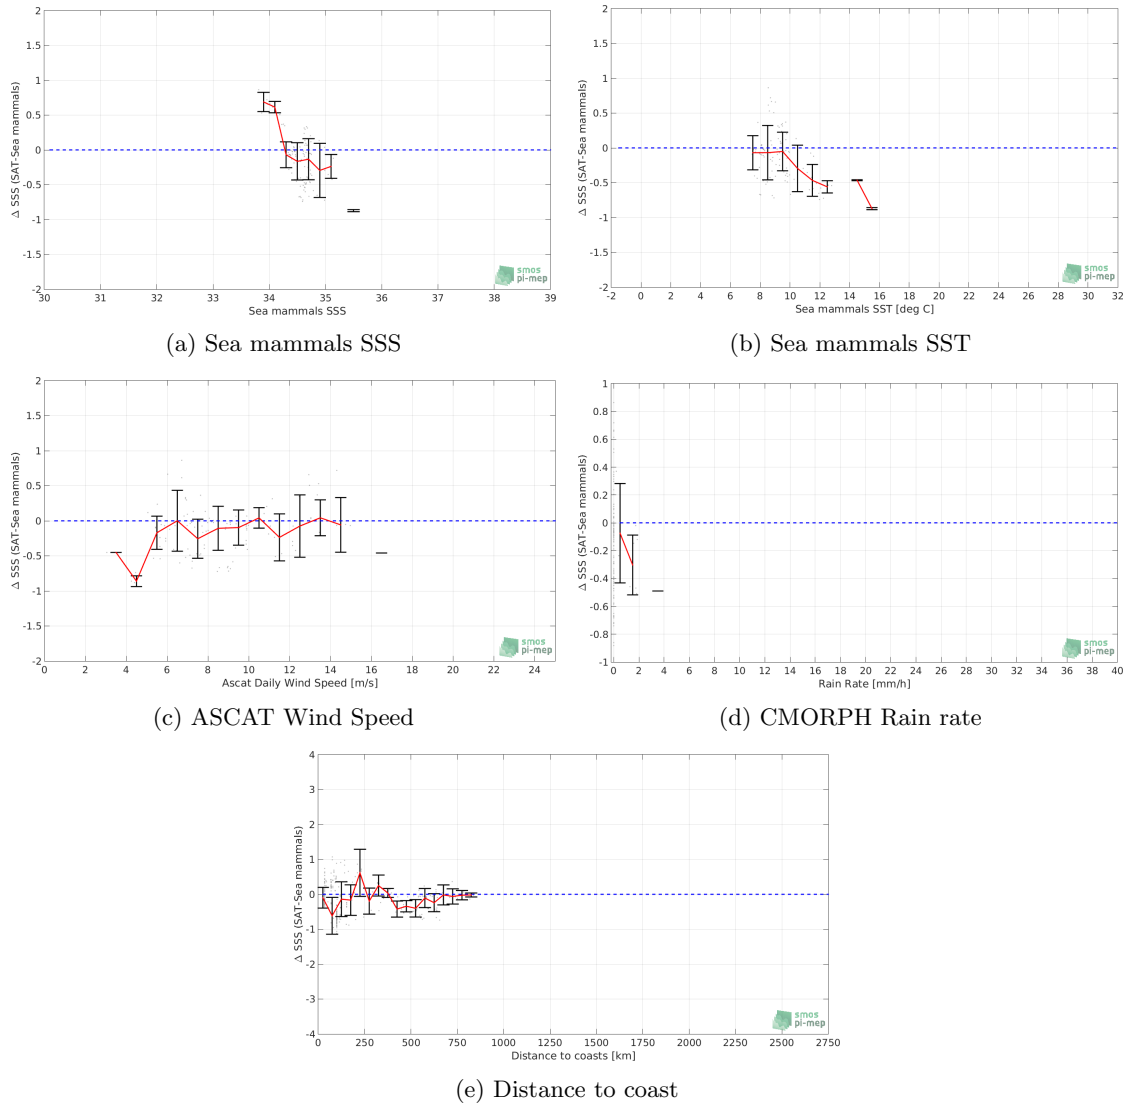 2
1.5
1
0.5
0
-0.5
-1
-1.5
-2
Δ SSS (SAT-Sea mammals)
30 31 32 33 34 35 36 37 38 39
Sea mammals SSS
smos
pi-mep
(a) Sea mammals SSS
2
1.5
1
0.5
0
-0.5
-1
-1.5
-2
Δ SSS (SAT-Sea mammals)
-2 0 2 4 6 8 10 12 14 16 18 20 22 24 26 28 30 32
Sea mammals SST [deg C]
smos
pi-mep
(b) Sea mammals SST
2
1.5
1
0.5
0
-0.5
-1
-1.5
-2
Δ SSS (SAT-Sea mammals)
0 2 4 6 8 10 12 14 16 18 20 22 24
Ascat Daily Wind Speed [m/s]
smos
pi-mep
(c) ASCAT Wind Speed
1
0.8
0.6
0.4
0.2
0
-0.2
-0.4
-0.6
-0.8
-1
Δ SSS (SAT-Sea mammals)
0 2 4 6 8 10 12 14 16 18 20 22 24 26 28 30 32 34 36 38 40
Rain Rate [mm/h]
smos
pi-mep
(d) CMORPH Rain rate
4
3
2
1
0
-1
-2
-3
-4
Δ SSS (SAT-Sea mammals)
0 250 500 750 1000 1250 1500 1750 2000 2250 2500 2750
Distance to coasts [km]
smos
pi-mep
(e) Distance to coast